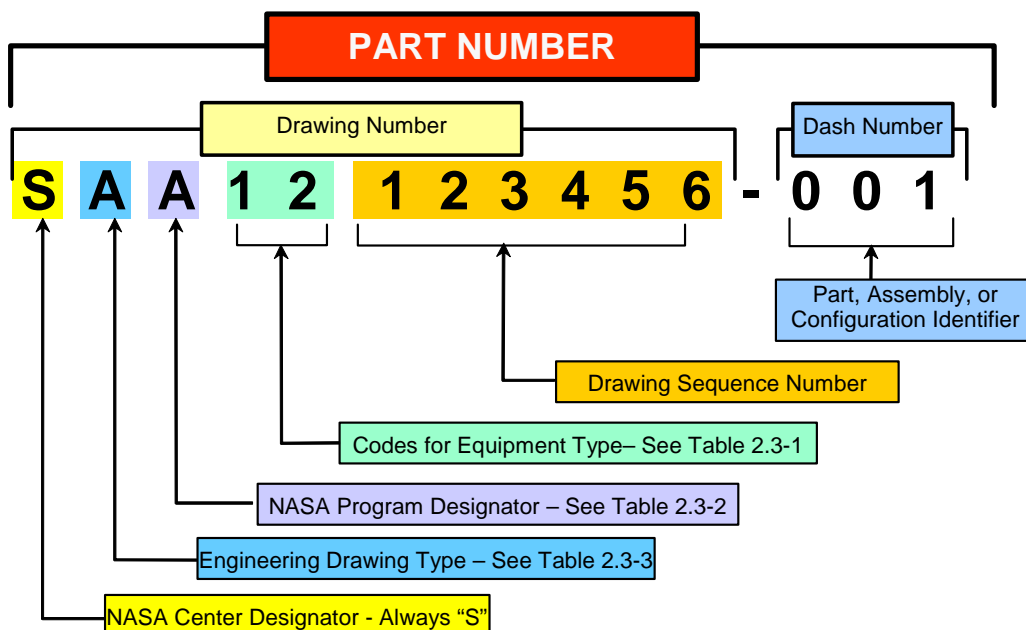 PART NUMBER
Drawing Number
Dash Number
S A A 1 2 1 2 3 4 5 6 - 0 0 1
Part, Assembly, or
Configuration Identifier
Drawing Sequence Number
Codes for Equipment Type– See Table 2.3-1
NASA Program Designator – See Table 2.3-2
Engineering Drawing Type – See Table 2.3-3
NASA Center Designator - Always “S”